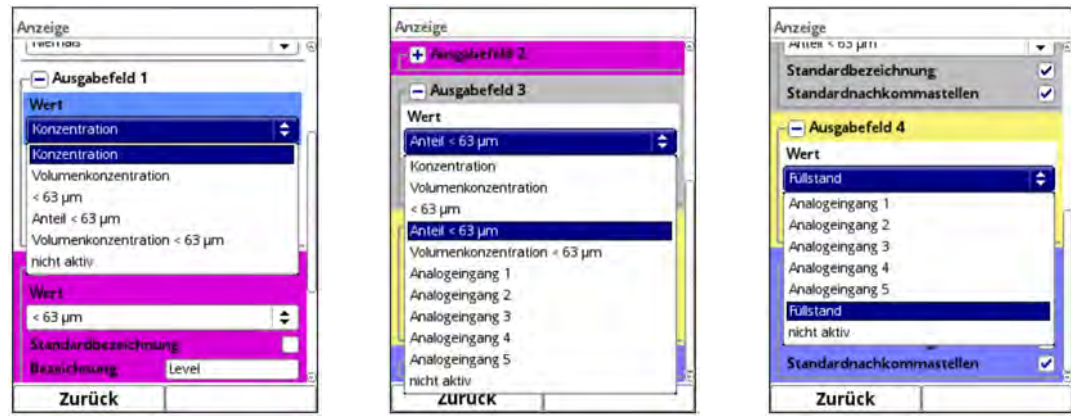 Anzeige
Niemals
Ausgabefeld 1
Wert
Konzentration
Konzentration
Volumenkonzentration
< 63 µm
Anteil < 63 µm
Volumenkonzentration < 63 µm
nicht aktiv
Wert
< 63 µm
Standardbezeichnung
Bezeichnung Level
Zurück
Anzeige
Ausgabefeld 2
Ausgabefeld 3
Wert
Anteil < 63 µm
Konzentration
Volumenkonzentration
< 63 µm
Anteil < 63 µm
Volumenkonzentration < 63 µm
Analogeingang 1
Analogeingang 2
Analogeingang 3
Analogeingang 4
Analogeingang 5
nicht aktiv
Zurück
Anzeige
Anteil < 63 µm
Standardbezeichnung
Standardnachkommastellen
Ausgabefeld 4
Wert
Füllstand
Analogeingang 1
Analogeingang 2
Analogeingang 3
Analogeingang 4
Analogeingang 5
Füllstand
nicht aktiv
Standardnachkommastellen
Zurück